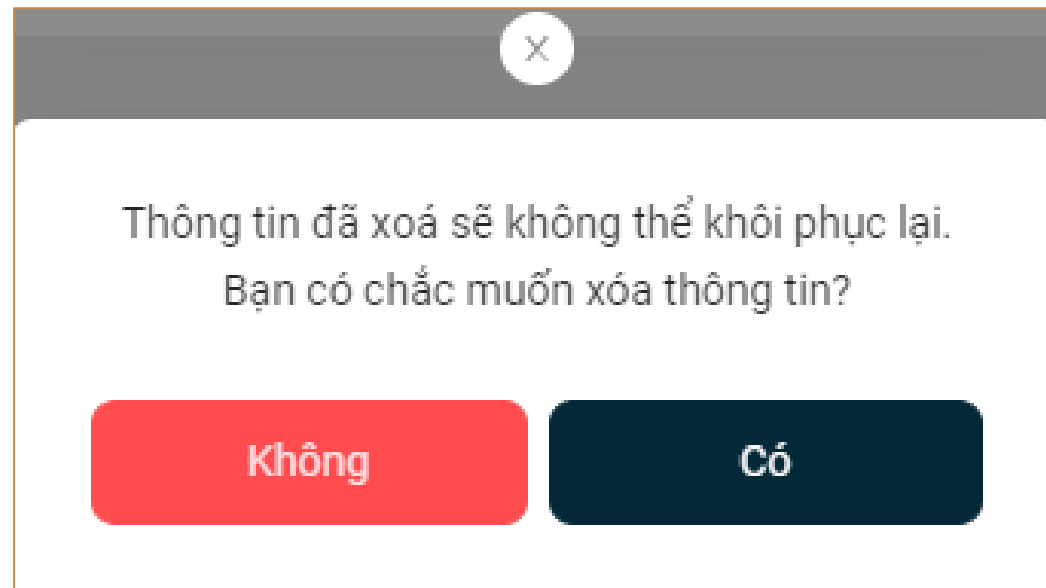 Thông tin đã xoá sẽ không thể khôi phục lại.
Bạn có chắc muốn xóa thông tin?
Không
Có